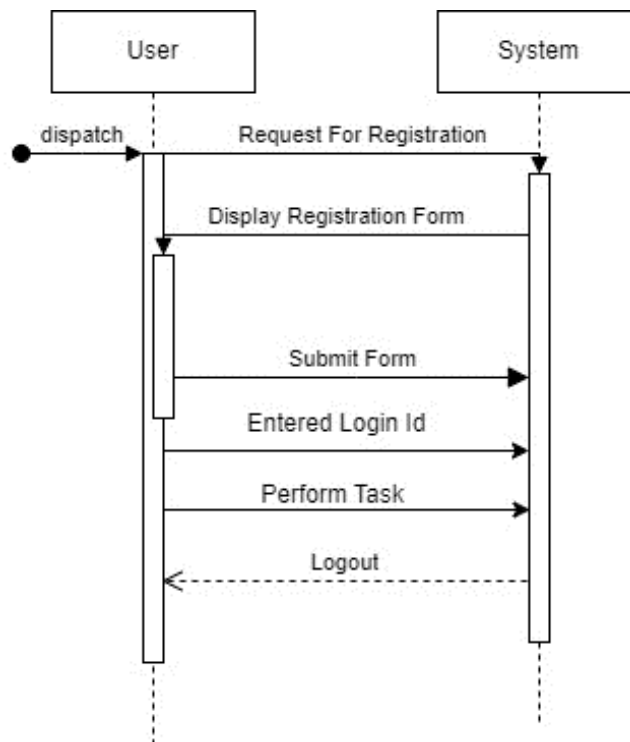 User
System
dispatch
Request For Registration
Display Registration Form
Submit Form
Entered Login Id
Perform Task
Logout